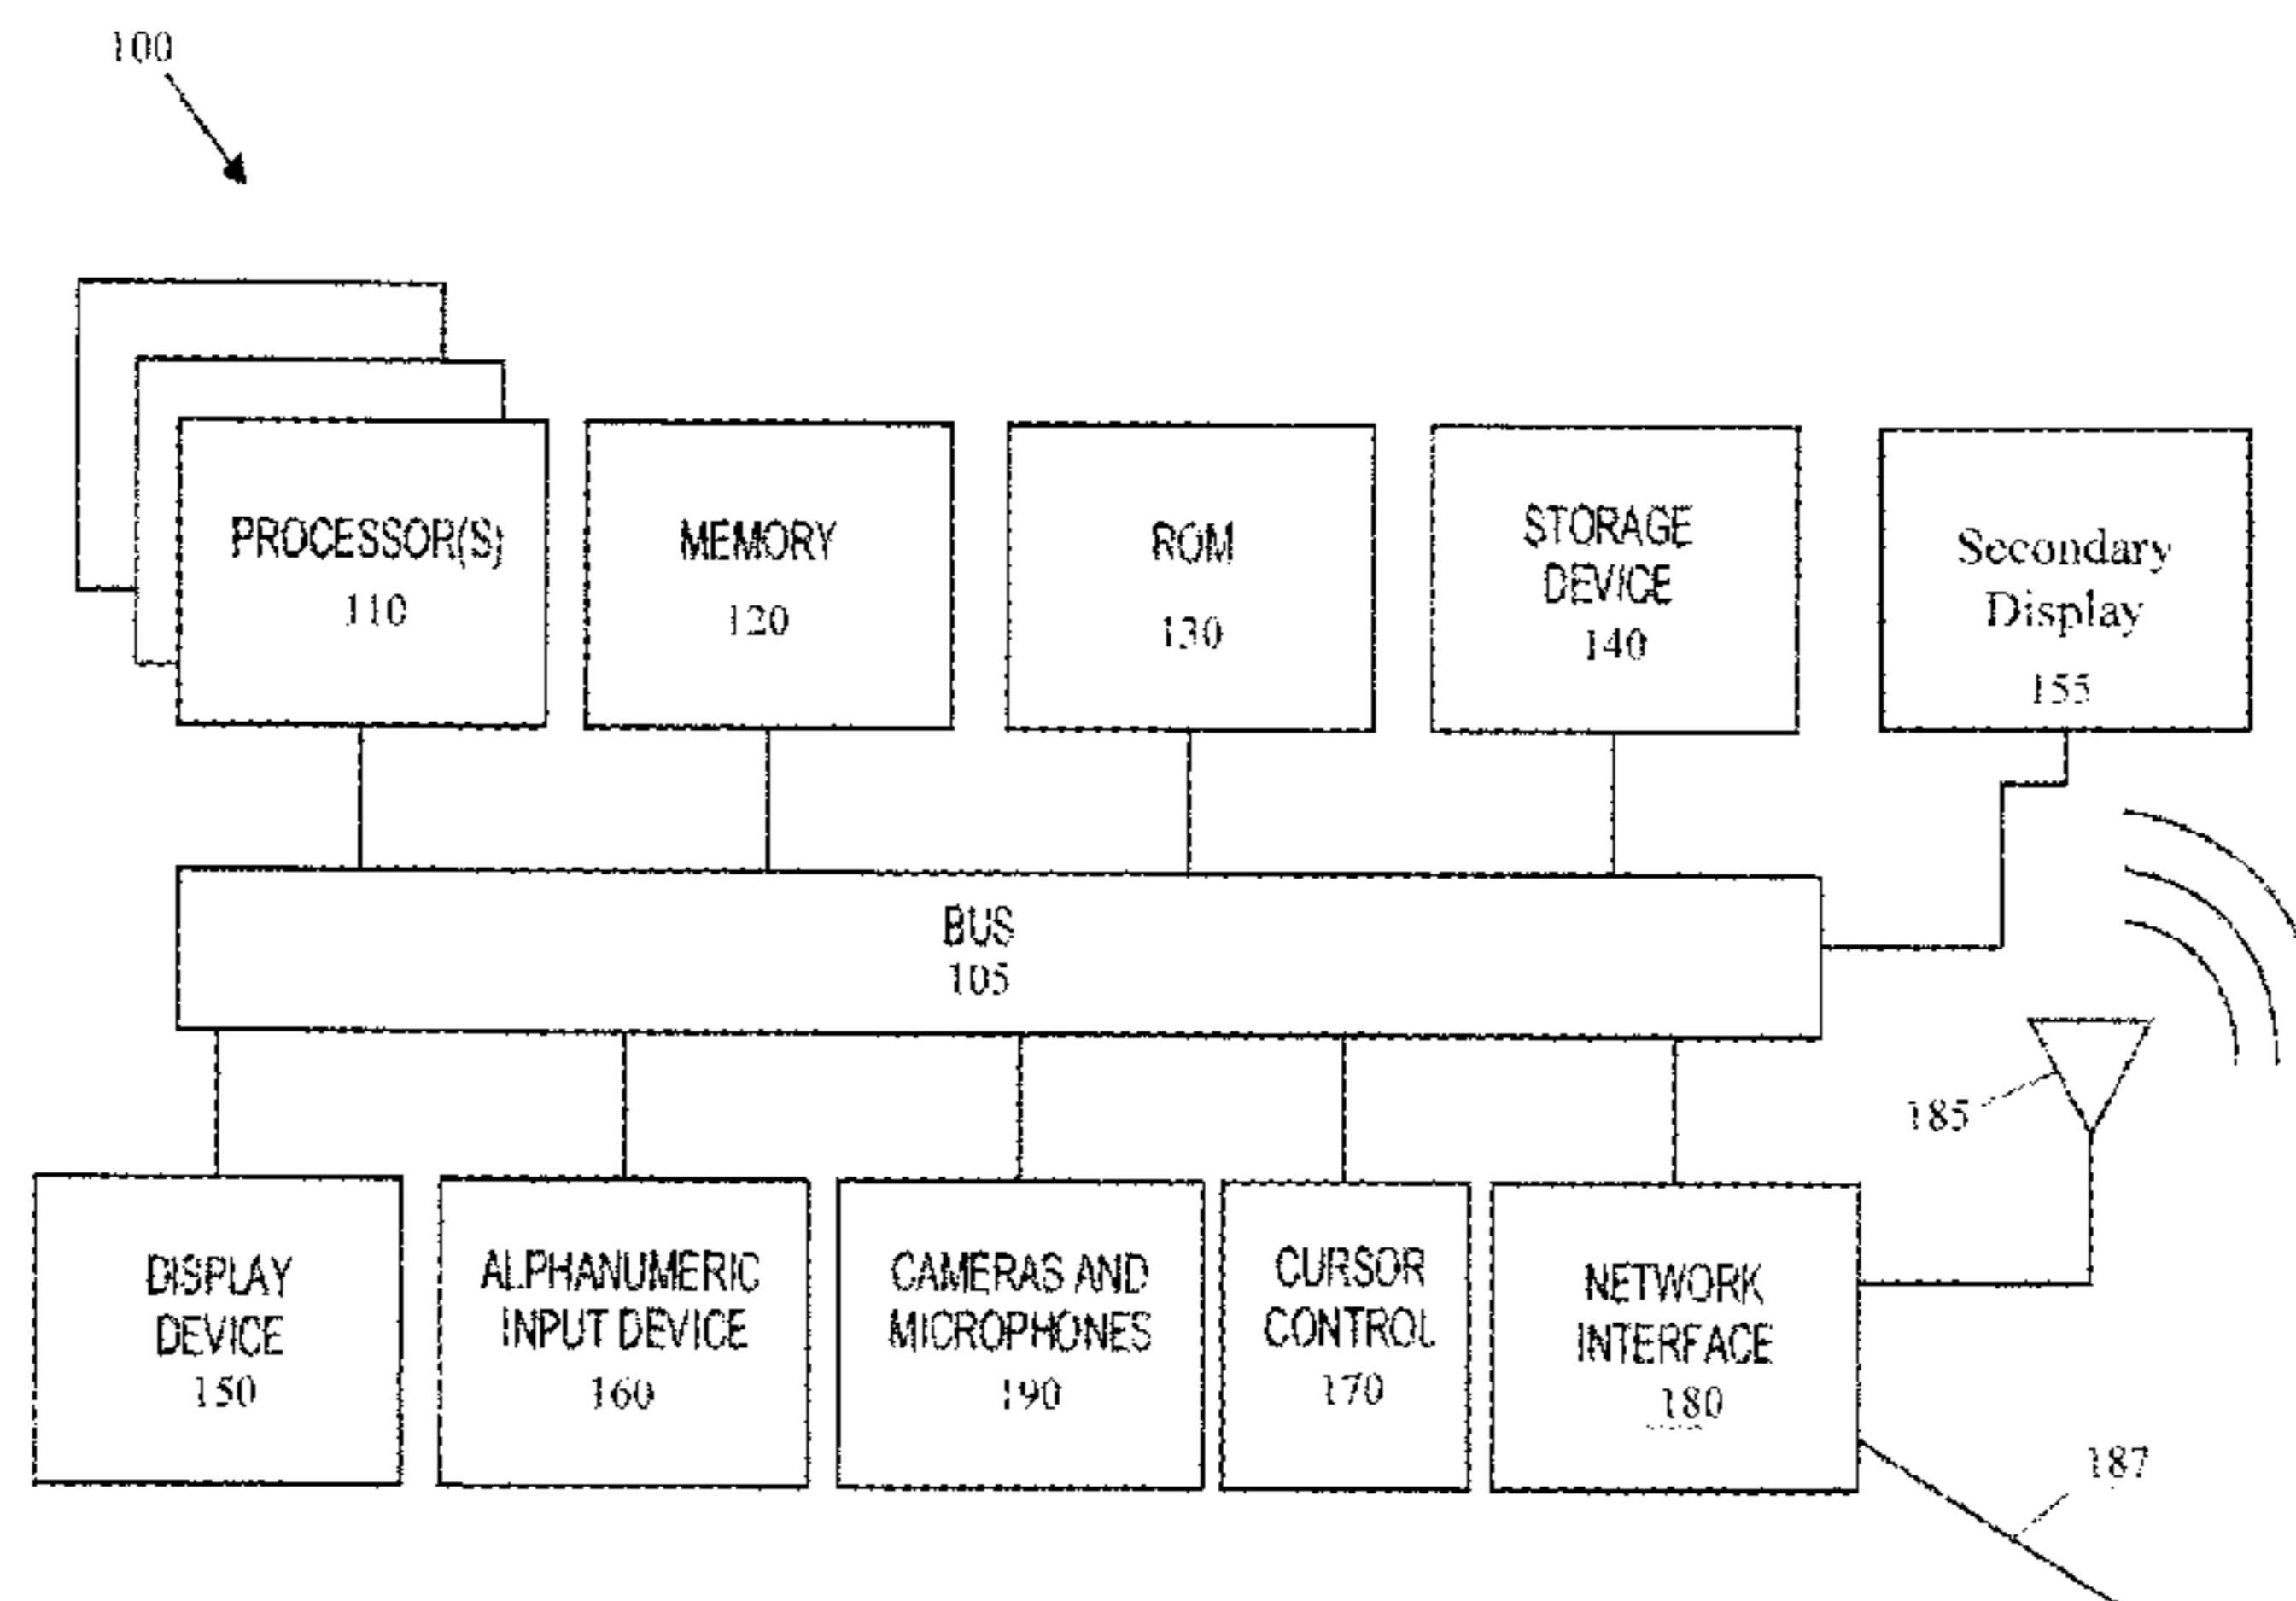 100
PROCESSOR(S)
110
MEMORY
120
ROM
130
STORAGE
DEVICE
140
Secondary
Display
155
BUS
105
185
DISPLAY
DEVICE
150
ALPHANUMERIC
INPUT DEVICE
160
CAMERAS AND
MICROPHONES
190
CURSOR
CONTROL
170
NETWORK
INTERFACE
180
187